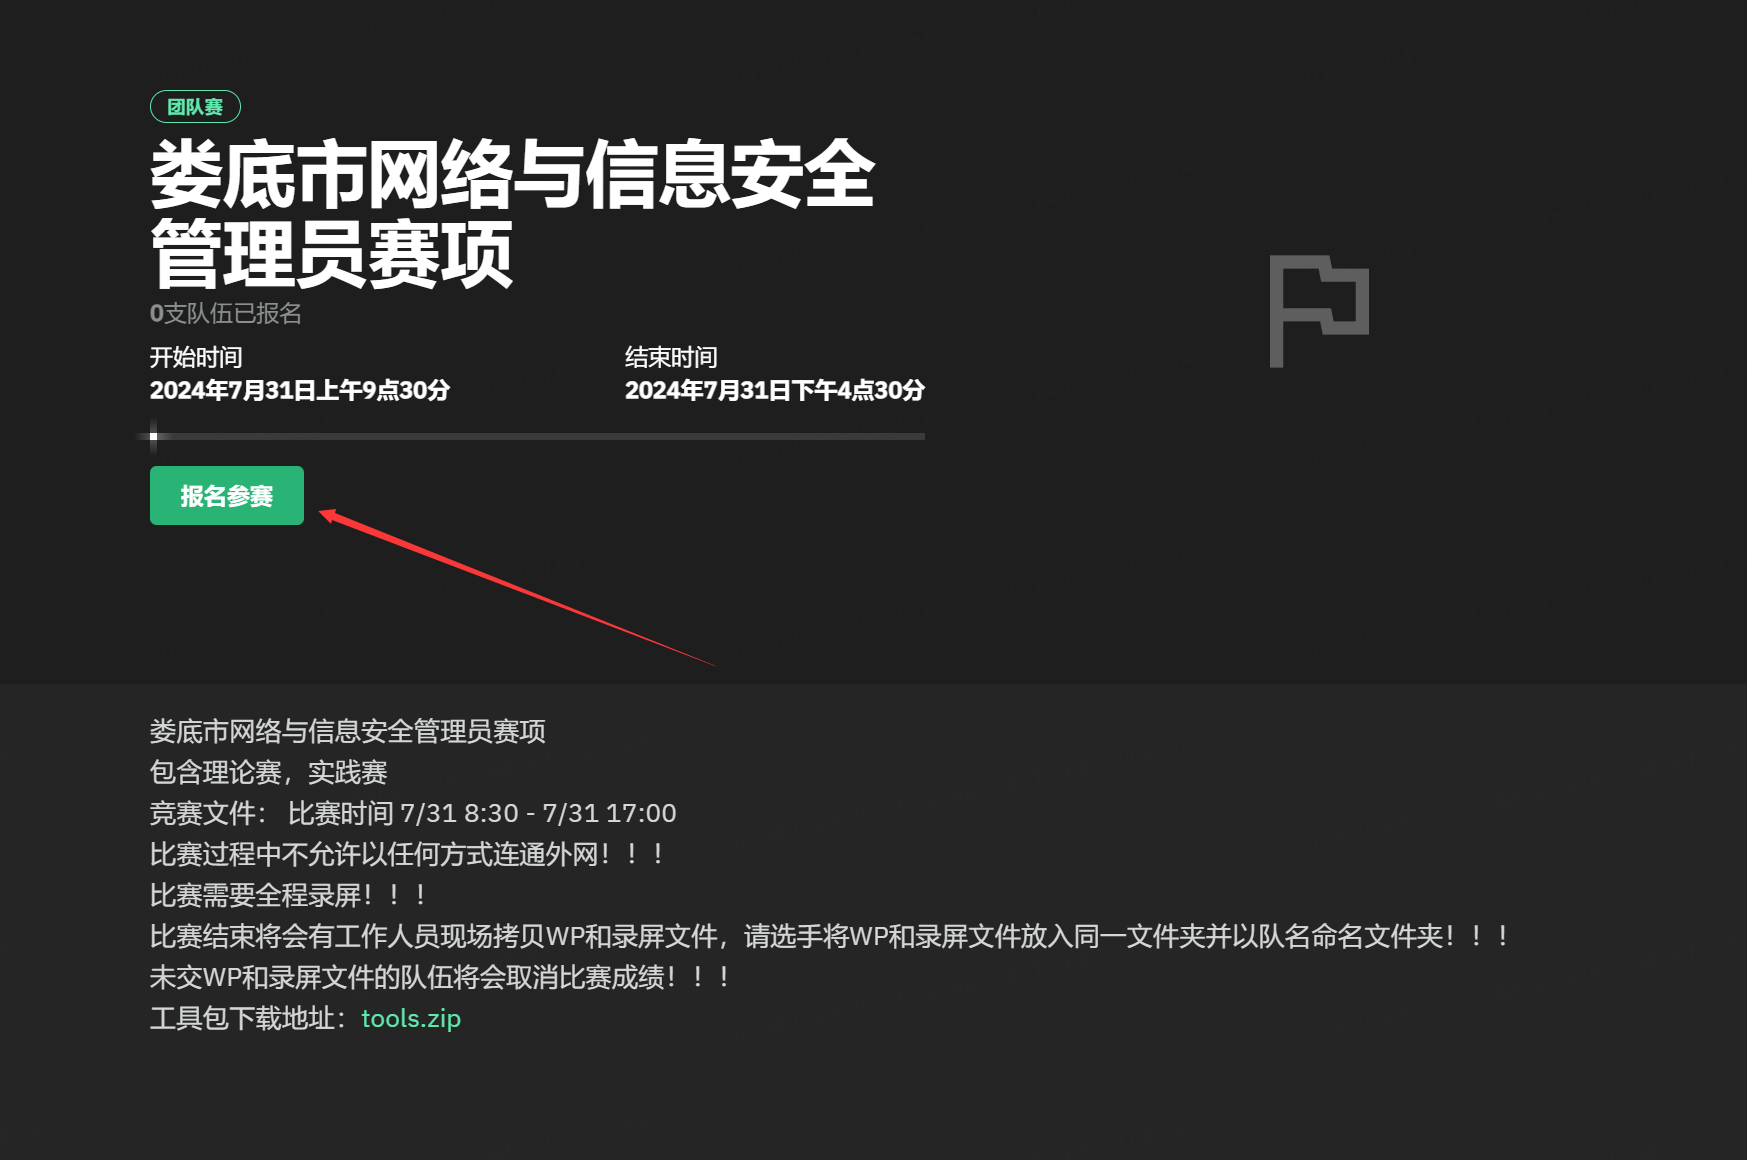 团队赛
娄底市网络与信息安全
管理员赛项
0支队伍已报名
开始时间
2024年7月31日上午9点30分
结束时间
2024年7月31日下午4点30分
报名参赛
娄底市网络与信息安全管理员赛项
包含理论赛，实践赛
竞赛文件： 比赛时间 7/31 8:30 - 7/31 17:00
比赛过程中不允许以任何方式连通外网！！！
比赛需要全程录屏！！！
比赛结束将会有工作人员现场拷贝WP和录屏文件，请选手将WP和录屏文件放入同一文件夹并以队名命名文件夹！！！
未交WP和录屏文件的队伍将会取消比赛成绩！！！
工具包下载地址：tools.zip